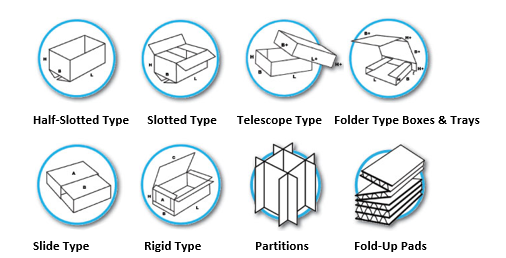 Half-Slotted Type
Slotted Type
Telescope Type
Folder Type Boxes & Trays
Slide Type
Rigid Type
Partitions
Fold-Up Pads